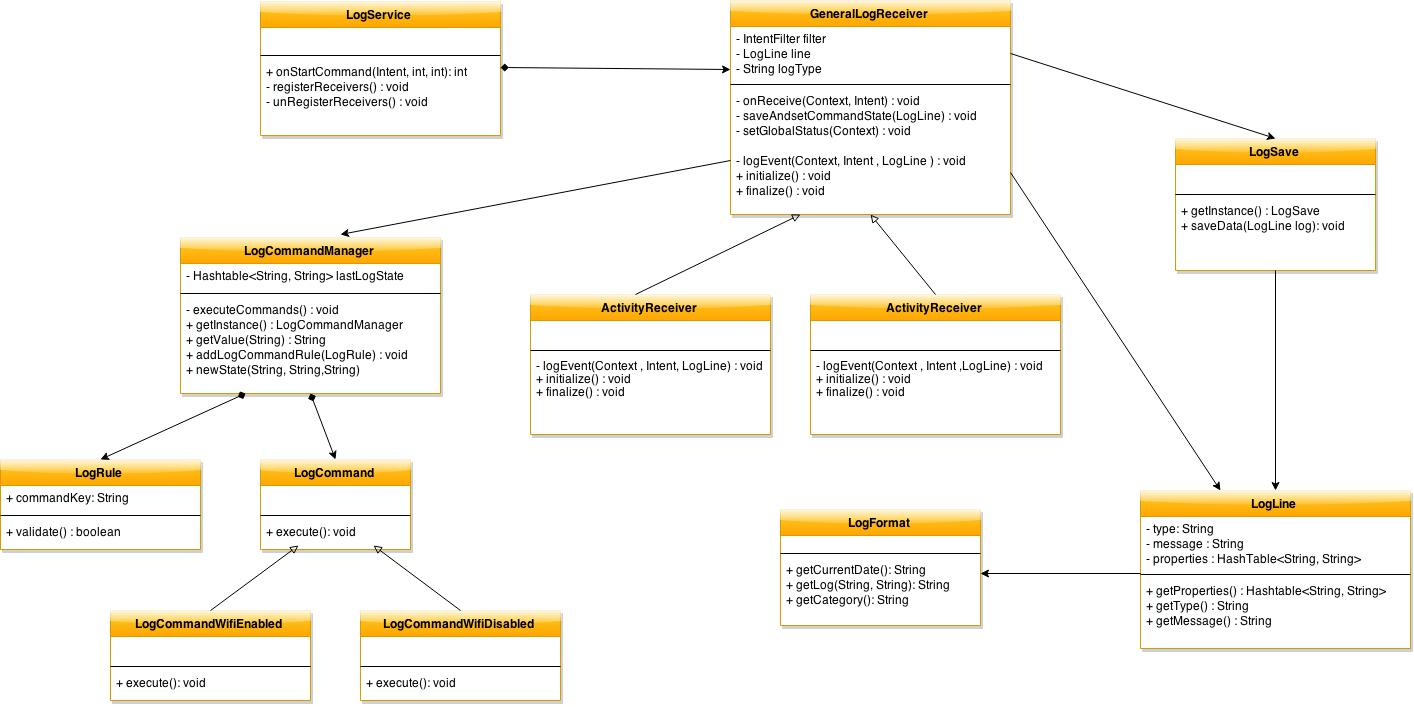 LogService
+ onStartCommand(Intent, int, int): int
- registerReceivers() : void
- unRegisterReceivers() : void
GeneralLogReceiver
- IntentFilter filter
- LogLine line
- String logType
- onReceive(Context, Intent) : void
- saveAndsetCommandState(LogLine) : void
- setGlobalStatus(Context) : void
- logEvent(Context, Intent , LogLine ) : void
+ initialize() : void
+ finalize() : void
LogSave
+ getInstance() : LogSave
+ saveData(LogLine log): void
LogCommandManager
- Hashtable<String, String> lastLogState
- executeCommands() : void
+ getInstance() : LogCommandManager
+ getValue(String) : String
+ addLogCommandRule(LogRule) : void
+ newState(String, String,String)
ActivityReceiver
- logEvent(Context , Intent, LogLine) : void
+ initialize() : void
+ finalize() : void
ActivityReceiver
- logEvent(Context , Intent ,LogLine) : void
+ initialize() : void
+ finalize() : void
LogRule
+ commandKey: String
+ validate() : boolean
LogCommand
+ execute(): void
LogFormat
+ getCurrentDate(): String
+ getLog(String, String): String
+ getCategory(): String
LogLine
- type: String
- message : String
- properties : HashTable<String, String>
+ getProperties() : Hashtable<String, String>
+ getType() : String
+ getMessage() : String
LogCommandWifiEnabled
+ execute(): void
LogCommandWifiDisabled
+ execute(): void